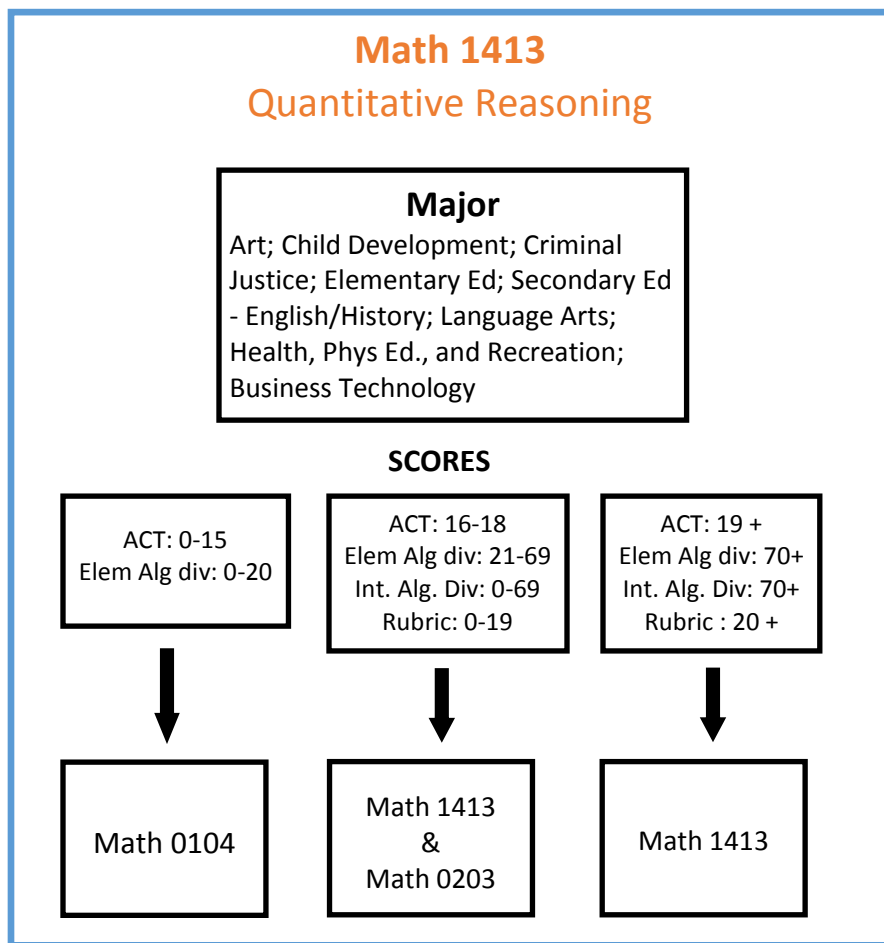 Math 1413
Quantitative Reasoning
Major
Art; Child Development; Criminal
Justice; Elementary Ed; Secondary Ed
- English/History; Language Arts;
Health, Phys Ed., and Recreation;
Business Technology
SCORES
ACT: 0-15
Elem Alg div: 0-20
ACT: 16-18
Elem Alg div: 21-69
Int. Alg. Div: 0-69
Rubric: 0-19
ACT: 19 +
Elem Alg div: 70+
Int. Alg. Div: 70+
Rubric : 20 +
Math 0104
Math 1413
&
Math 0203
Math 1413